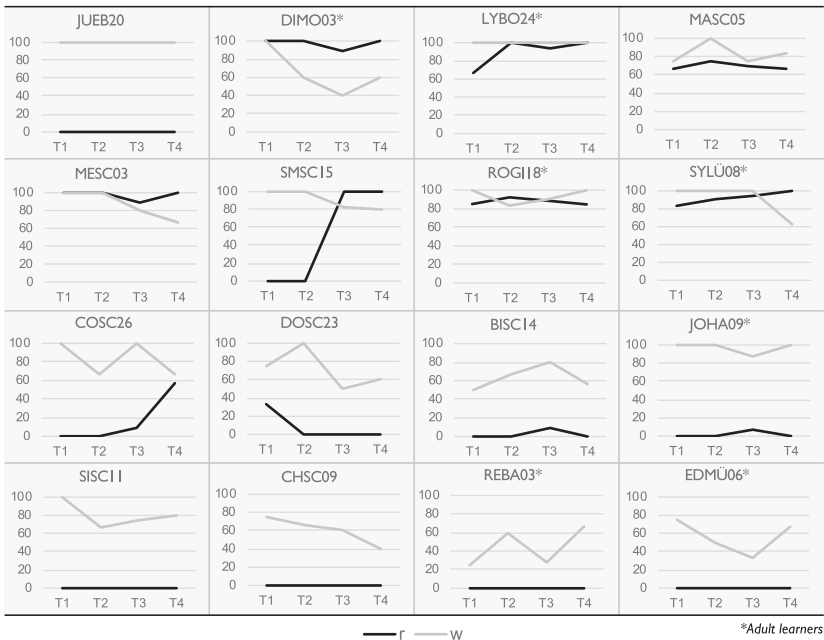 JUEB20 DIMO03* LYBO24* MASC05
100 100 100 100
80 80 80 80
60 60 60 60
40 40 40 40
20 20 20 20
0 0 0 0
T1 T2 T3 T4 T1 T2 T3 T4 T1 T2 T3 T4 T1 T2 T3 T4
MESC03 SMSC15 ROGI18* SYLÜ08*
100 100 100 100
80 80 80 80
60 60 60 60
40 40 40 40
20 20 20 20
0 0 0 0
T1 T2 T3 T4 T1 T2 T3 T4 T1 T2 T3 T4 T1 T2 T3 T4
COSC26 DOSC23 BISC14 JOHA09*
100 100 100 100
80 80 80 80
60 60 60 60
40 40 40 40
20 20 20 20
0 0 0 0
T1 T2 T3 T4 T1 T2 T3 T4 T1 T2 T3 T4 T1 T2 T3 T4
SISC11 CHSC09 REBA03* EDMÜ06*
100 100 100 100
80 80 80 80
60 60 60 60
40 40 40 40
20 20 20 20
0 0 0 0
T1 T2 T3 T4 T1 T2 T3 T4 T1 T2 T3 T4 T1 T2 T3 T4
r w
*Adult learners